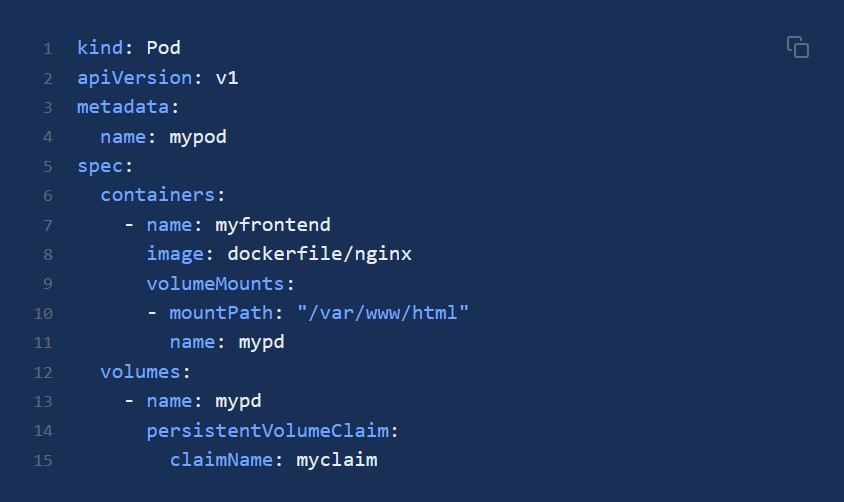 1 kind: Pod
2 apiVersion: v1
3 metadata:
4   name: mypod
5 spec:
6   containers:
7     - name: myfrontend
8       image: dockerfile/nginx
9       volumeMounts:
10       - mountPath: "/var/www/html"
11         name: mypd
12   volumes:
13     - name: mypd
14       persistentVolumeClaim:
15         claimName: myclaim